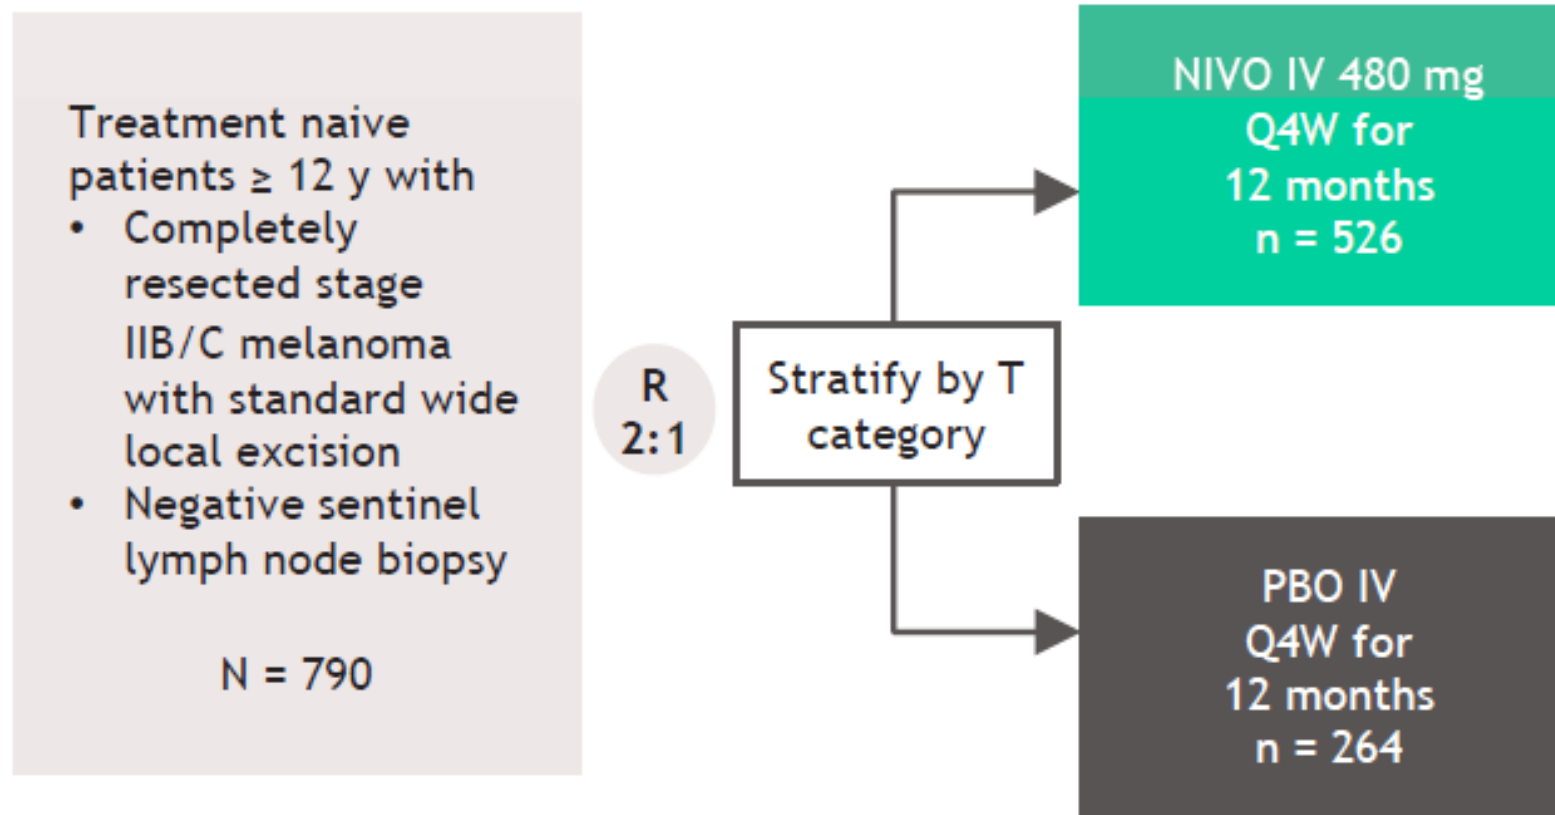 Treatment naive
patients ≥ 12 y with
• Completely
resected stage
IIB/C melanoma
with standard wide
local excision
• Negative sentinel
lymph node biopsy
N = 790
R
2:1
Stratify by T
category
NIVO IV 480 mg
Q4W for
12 months
n = 526
PBO IV
Q4W for
12 months
n = 264